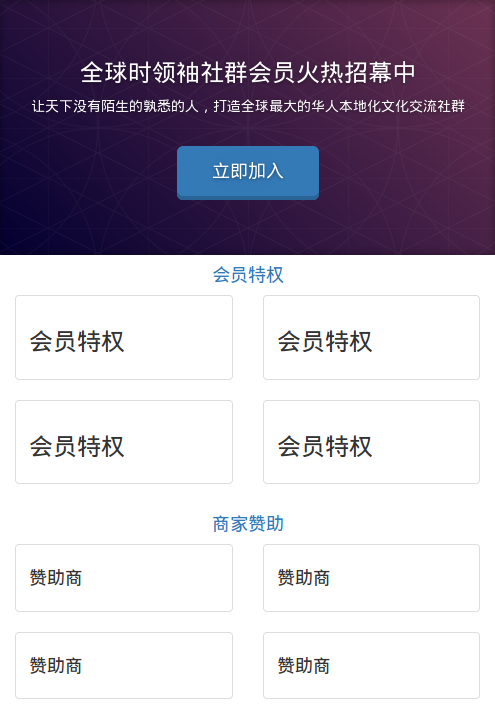 全球时领袖社群会员火热招幕中
让天下没有陌生的孰悉的人，打造全球最大的华人本地化文化交流社群
立即加入
会员特权
会员特权
会员特权
会员特权
会员特权
商家赞助
赞助商
赞助商
赞助商
赞助商